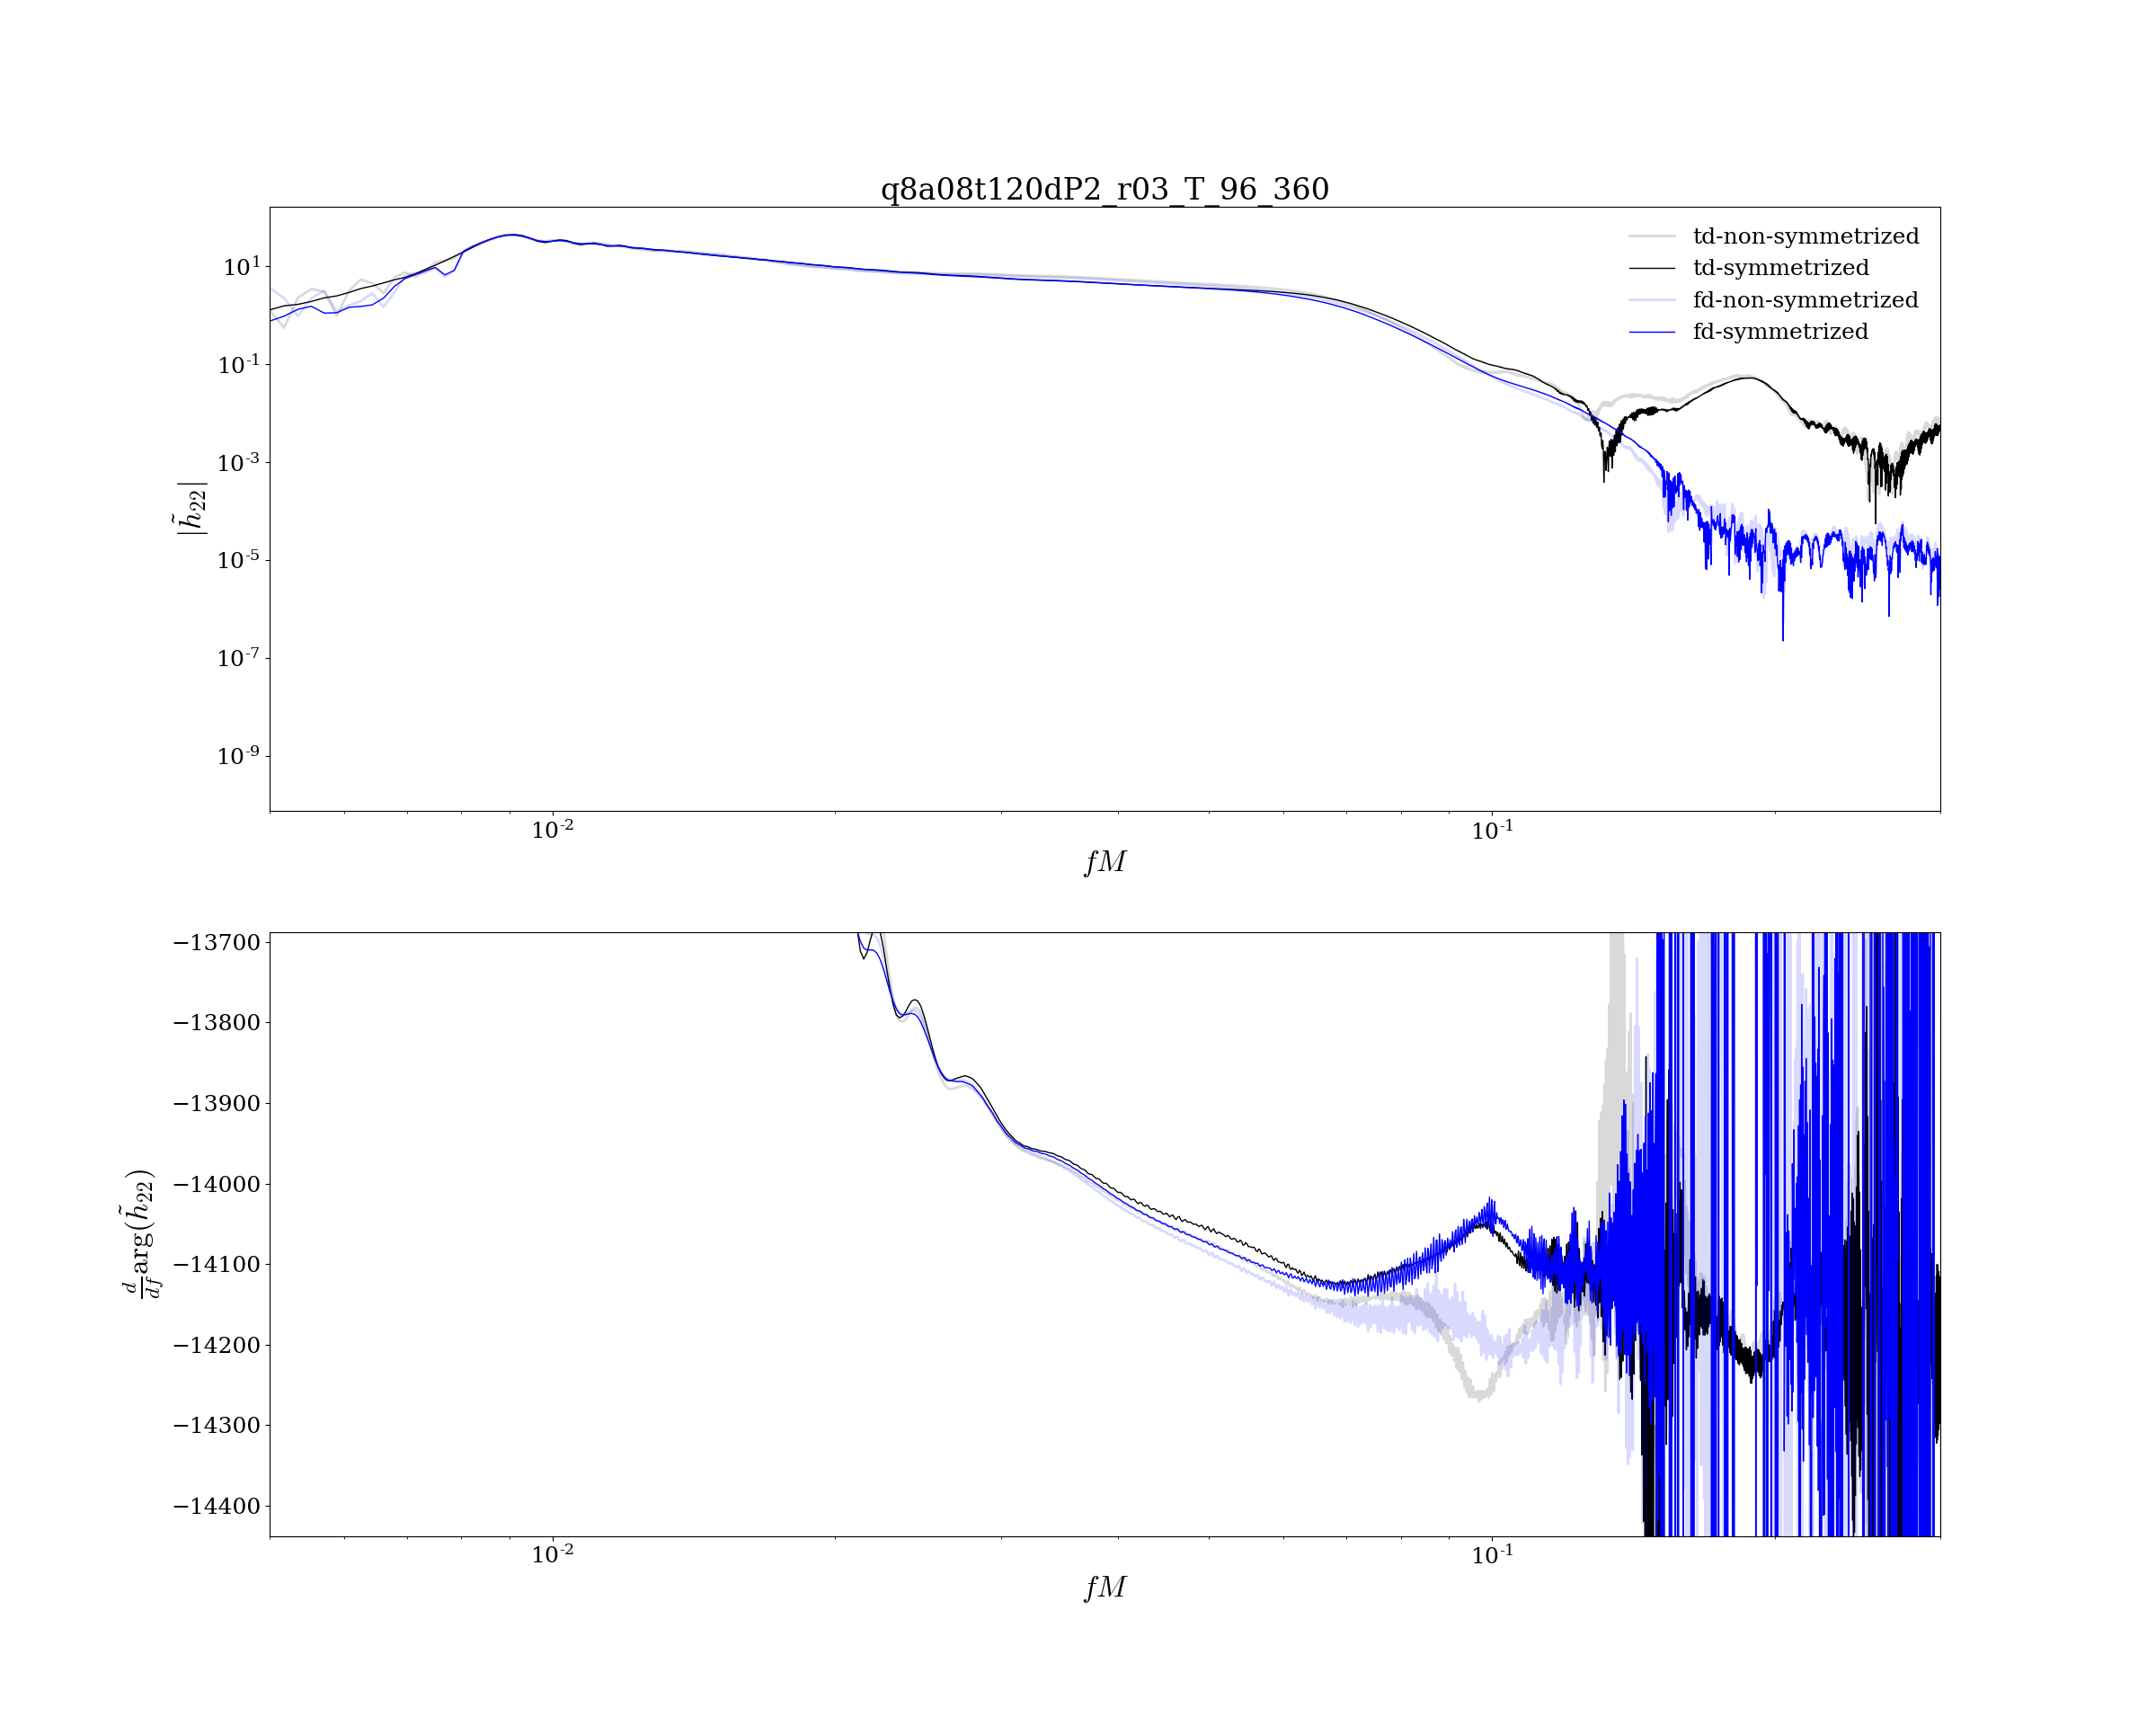 q8a08t120dP2_r03_T_96_360
td-non-symmetrized
td-symmetrized
fd-non-symmetrized
fd-symmetrized
|h̃₂₂|
10¹
10⁻¹
10⁻³
10⁻⁵
10⁻⁷
10⁻⁹
10⁻² 10⁻¹
fM
d/df arg(h̃₂₂)
−13700
−13800
−13900
−14000
−14100
−14200
−14300
−14400
10⁻² 10⁻¹
fM